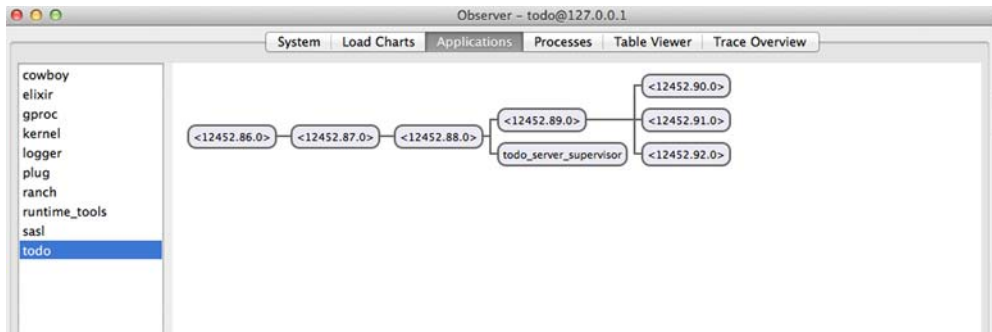 Observer – todo@127.0.0.1
System Load Charts Applications Processes Table Viewer Trace Overview
cowboy
elixir
gproc
kernel
logger
plug
ranch
runtime_tools
sasl
todo
<12452.86.0>
<12452.87.0>
<12452.88.0>
<12452.89.0>
todo_server_supervisor
<12452.90.0>
<12452.91.0>
<12452.92.0>